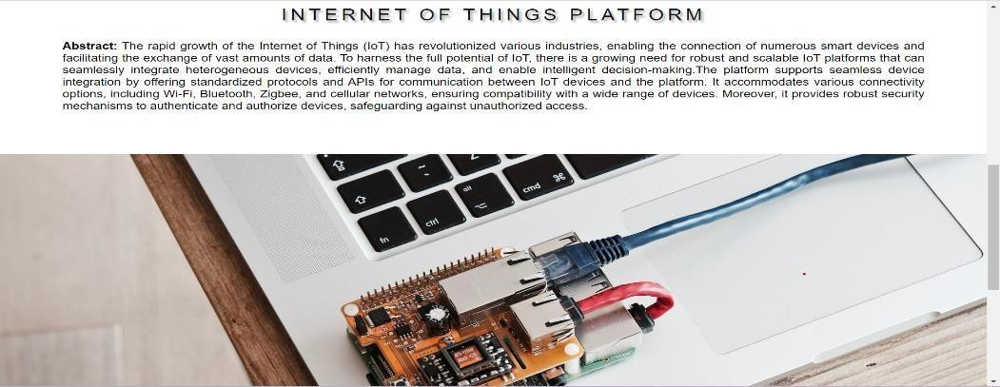 INTERNET OF THINGS PLATFORM
Abstract: The rapid growth of the Internet of Things (IoT) has revolutionized various industries, enabling the connection of numerous smart devices and
facilitating the exchange of vast amounts of data. To harness the full potential of IoT, there is a growing need for robust and scalable IoT platforms that can
seamlessly integrate heterogeneous devices, efficiently manage data, and enable intelligent decision-making.The platform supports seamless device
integration by offering standardized protocols and APIs for communication between IoT devices and the platform. It accommodates various connectivity
options, including Wi-Fi, Bluetooth, Zigbee, and cellular networks, ensuring compatibility with a wide range of devices. Moreover, it provides robust security
mechanisms to authenticate and authorize devices, safeguarding against unauthorized access.
alt
cmd ⌘
ctrl
fn